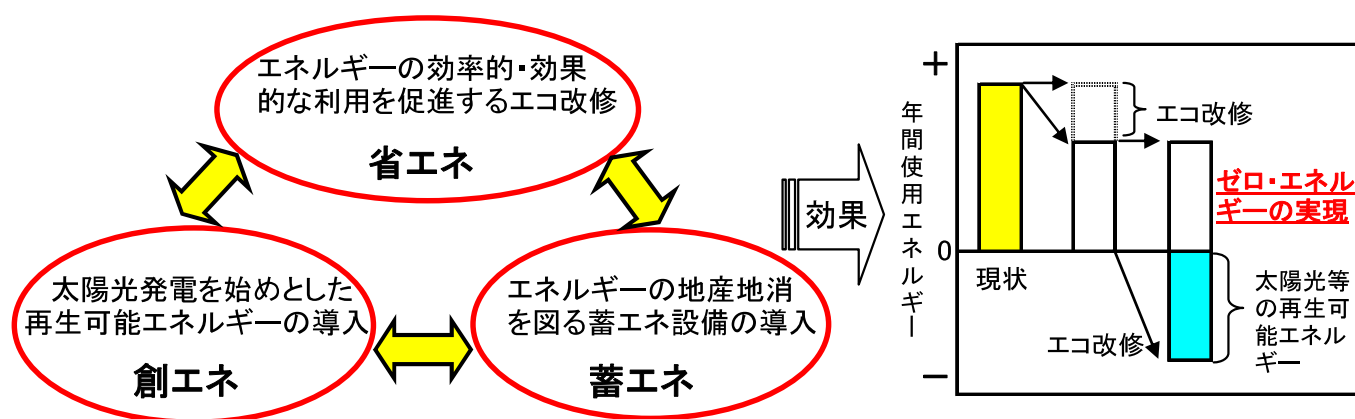 エネルギーの効率的・効果
的な利用を促進するエコ改修
省エネ
太陽光発電を始めとした
再生可能エネルギーの導入
創エネ
エネルギーの地産地消
を図る蓄エネ設備の導入
蓄エネ
効果
+
0
−
年間使用エネルギー
現状
エコ改修
ゼロ・エネル
ギーの実現
エコ改修
太陽光等
の再生可
能エネル
ギー